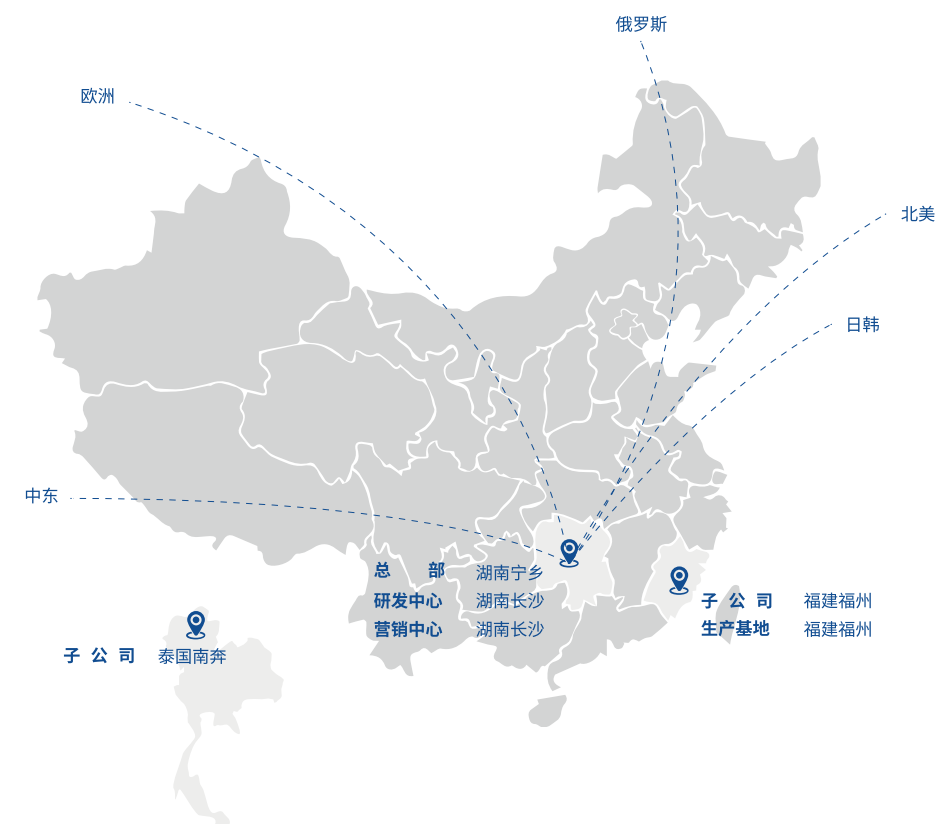 俄罗斯
欧洲
北美
日韩
中东
总 部 湖南宁乡
研发中心 湖南长沙
营销中心 湖南长沙
子 公 司 福建福州
生产基地 福建福州
子 公 司 泰国南奔